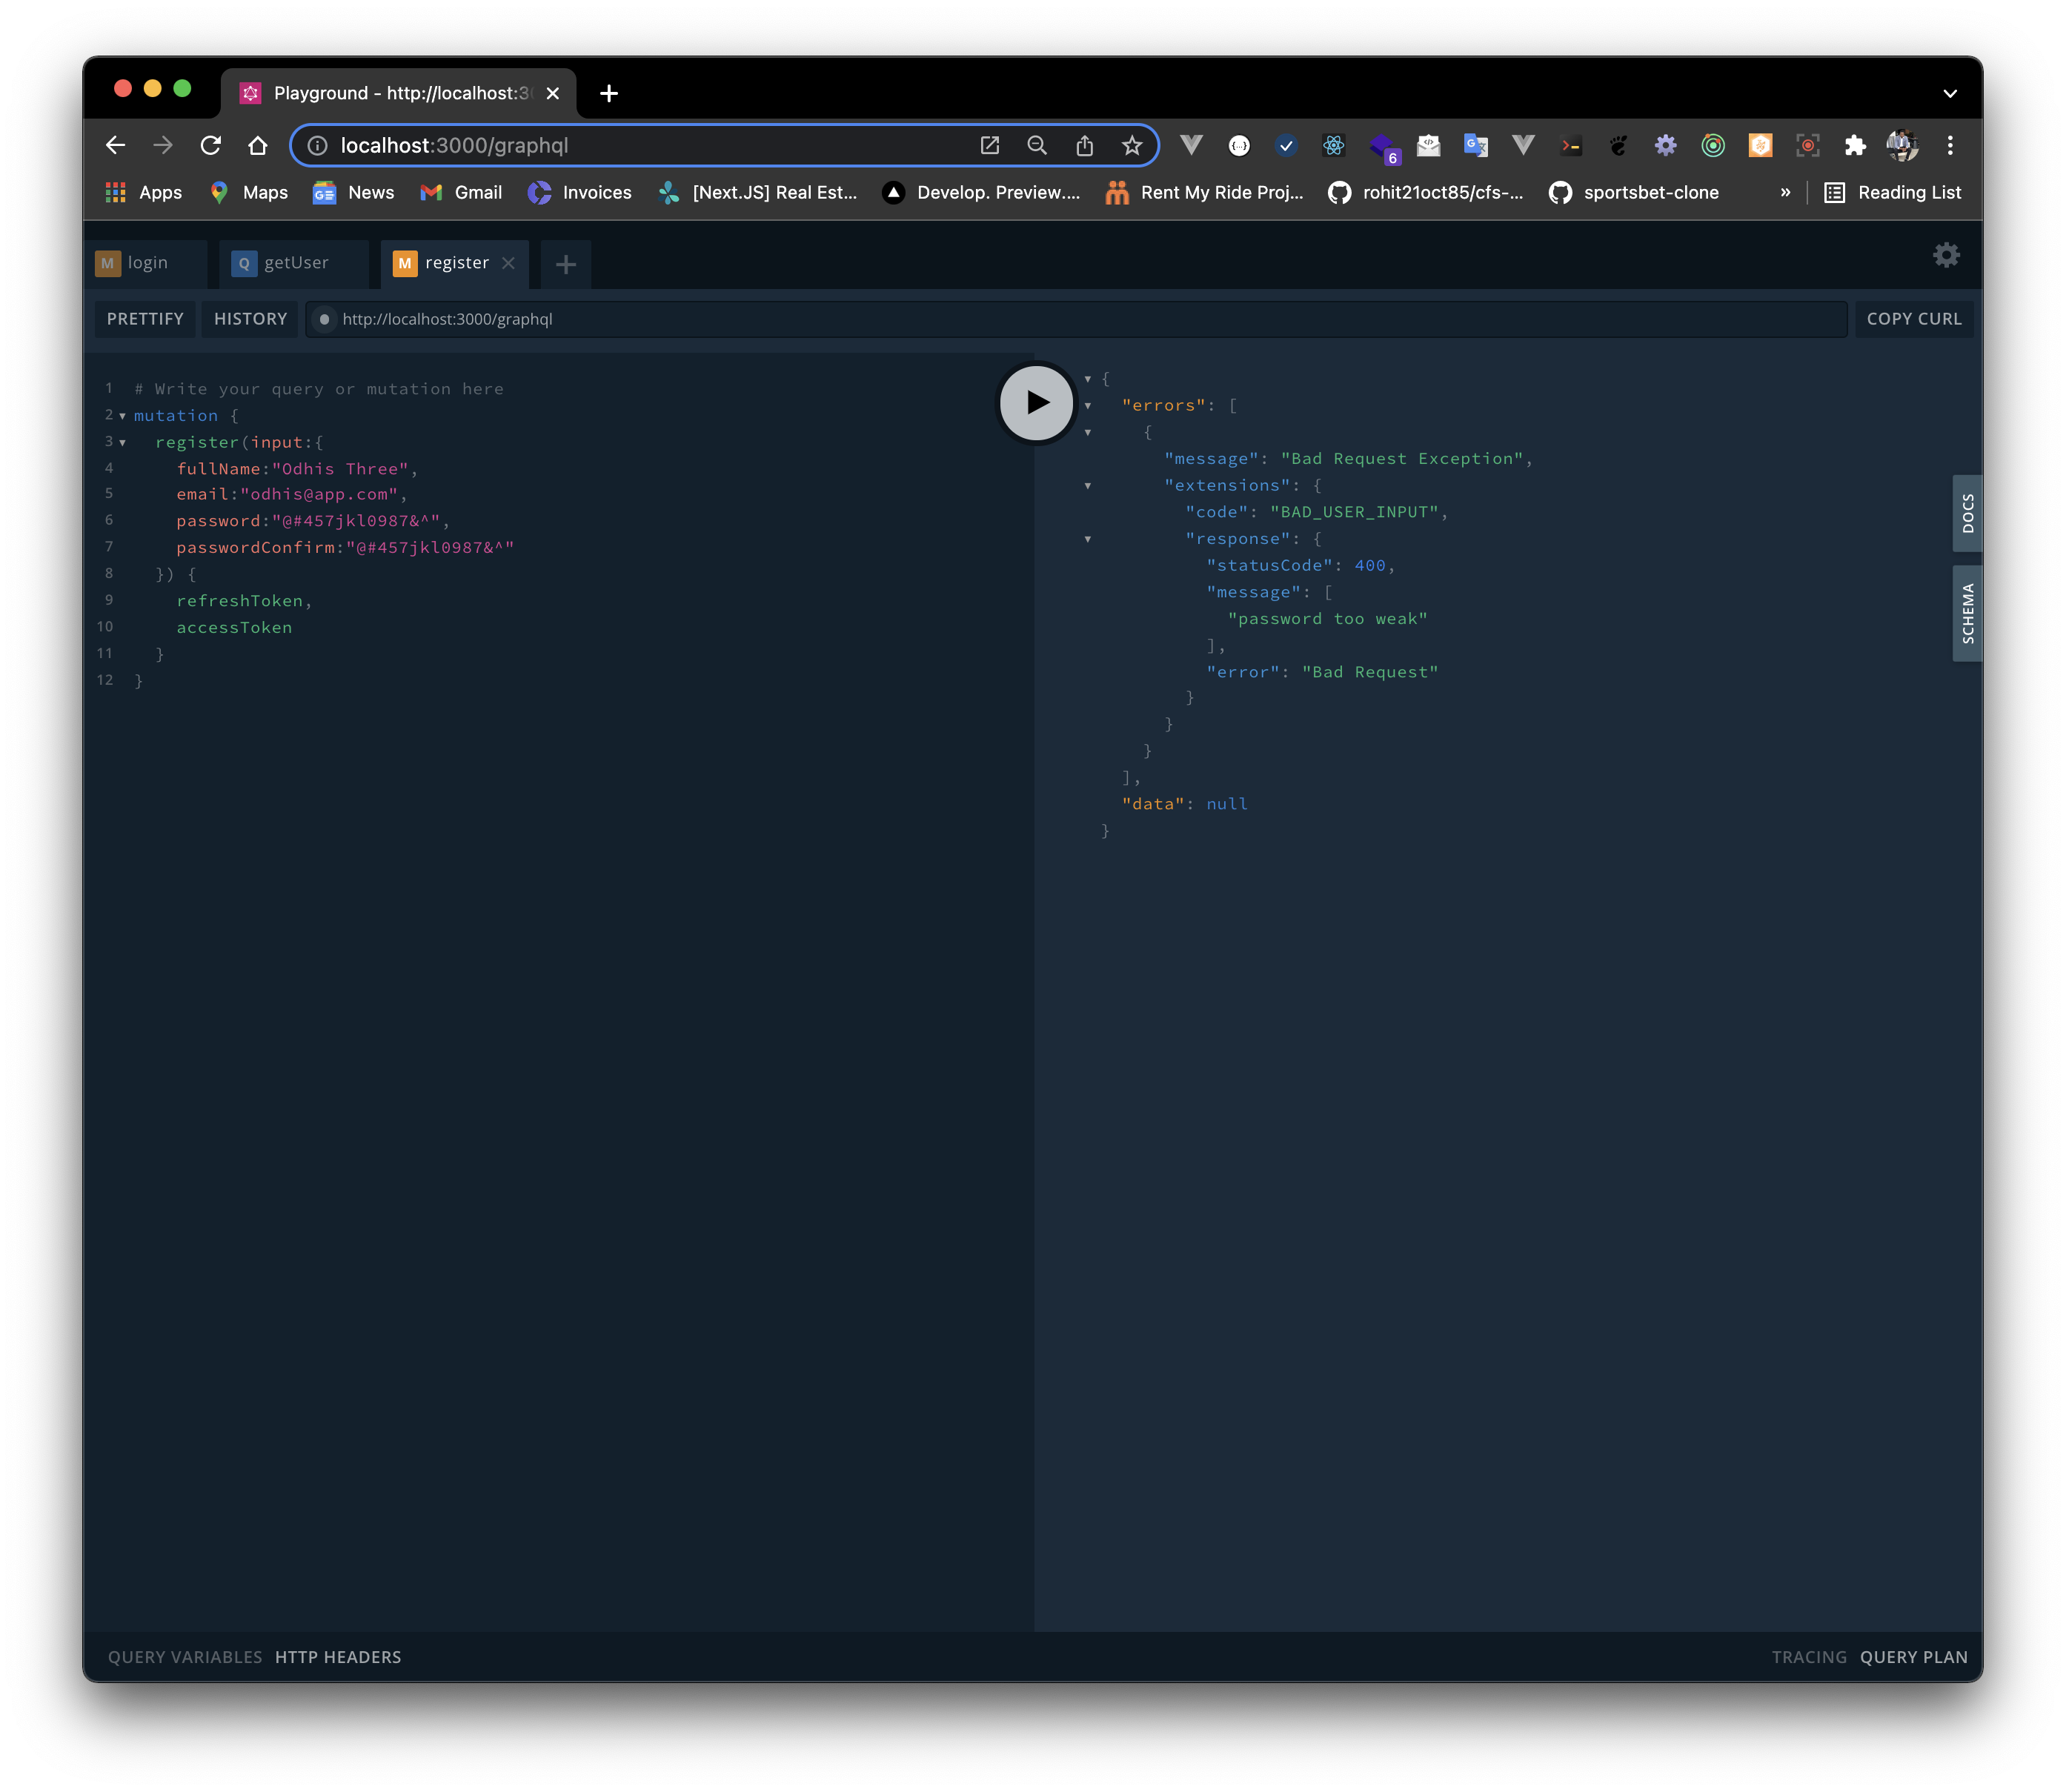 Playground - http://localhost:3
localhost:3000/graphql
6
Apps
Maps
News
Gmail
Invoices
[Next.JS] Real Est...
Develop. Preview....
Rent My Ride Proj...
rohit21oct85/cfs-...
sportsbet-clone
»
Reading List
M login
Q getUser
M register
PRETTIFY
HISTORY
http://localhost:3000/graphql
COPY CURL
1 # Write your query or mutation here
2 mutation {
3 register(input:{
4 fullName:"Odhis Three",
5 email:"odhis@app.com",
6 password:"@#457jkl0987&^",
7 passwordConfirm:"@#457jkl0987&^"
8 }) {
9 refreshToken,
10 accessToken
11 }
12 }
{
"errors": [
{
"message": "Bad Request Exception",
"extensions": {
"code": "BAD_USER_INPUT",
"response": {
"statusCode": 400,
"message": [
"password too weak"
],
"error": "Bad Request"
}
}
}
],
"data": null
}
DOCS
SCHEMA
QUERY VARIABLES
HTTP HEADERS
TRACING
QUERY PLAN